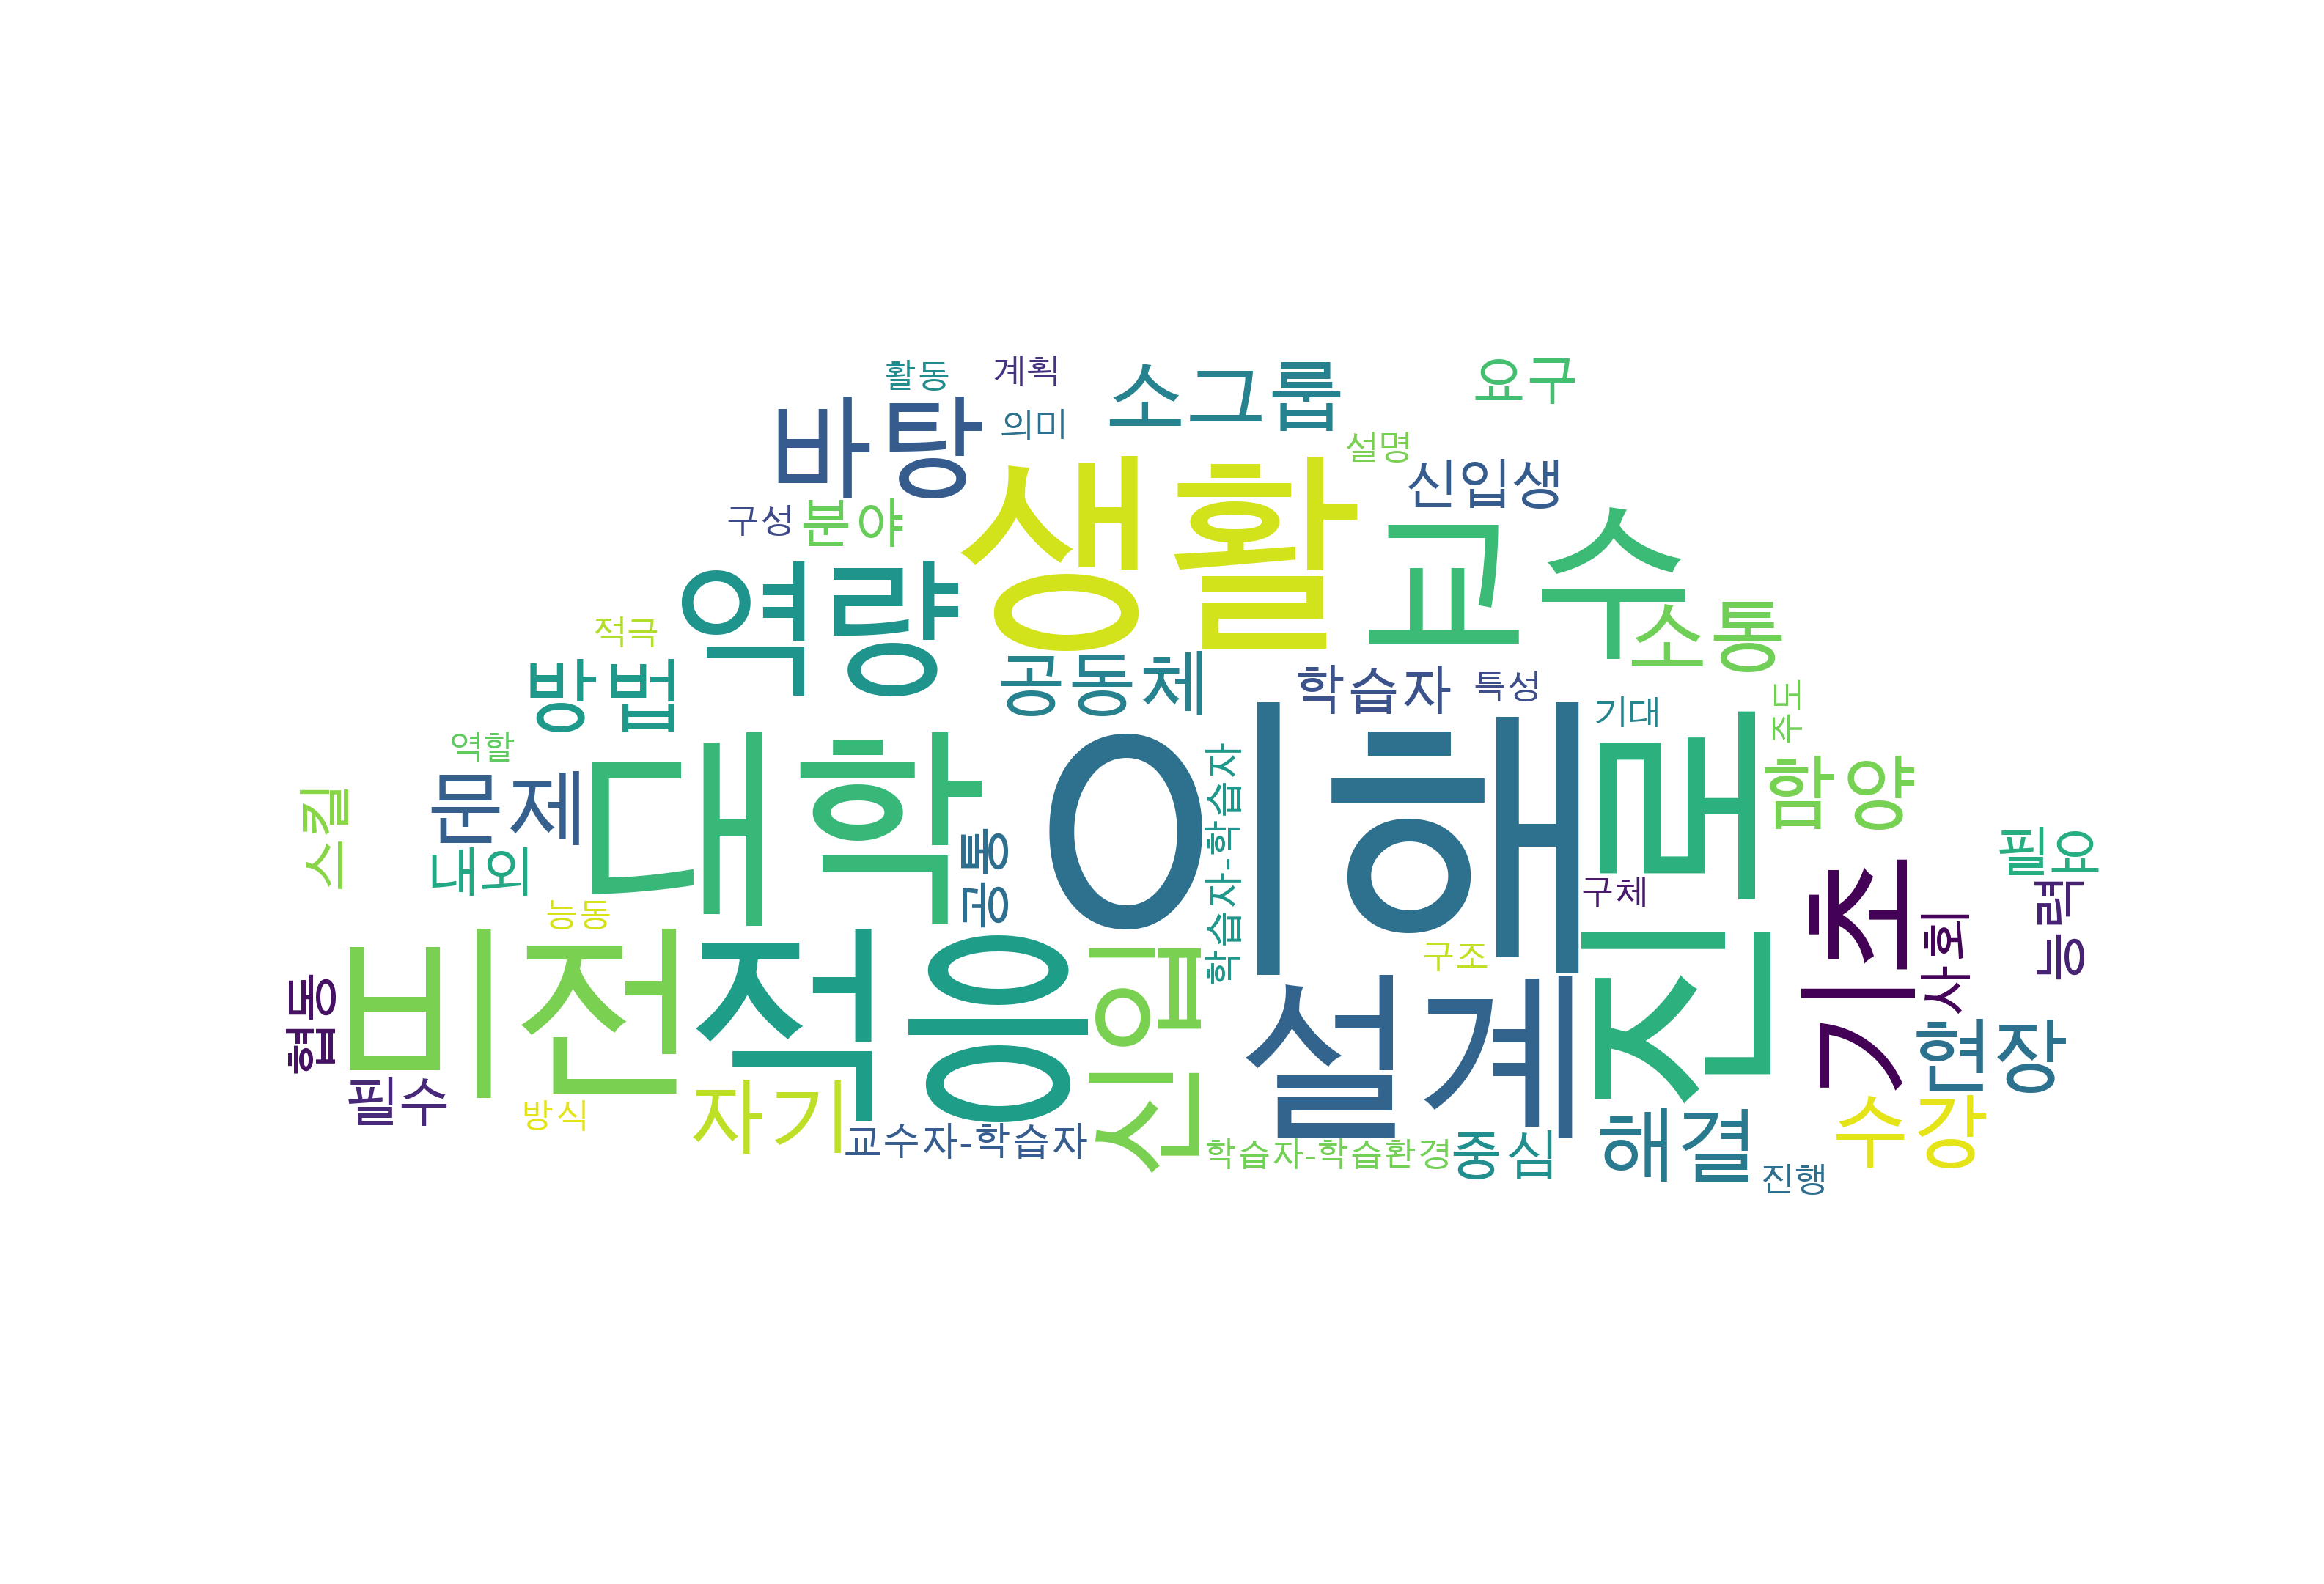 활동
계획
소그룹
요구
바탕
의미
설명
신입생
생활
구성
분야
교수
역량
적극
소통
방법
공동체
학습자
특성
기대
주도
역할
대학
이해
진로
문제
함양
스킬
내외
공통
학습자-학습자
필요
구체
능동
기초
능력
사회
비전
적응
직업
구조
설계
협동
현장
필수
방식
자기
교수자-학습자
학습자-학습환경
중심
해결
수강
진행